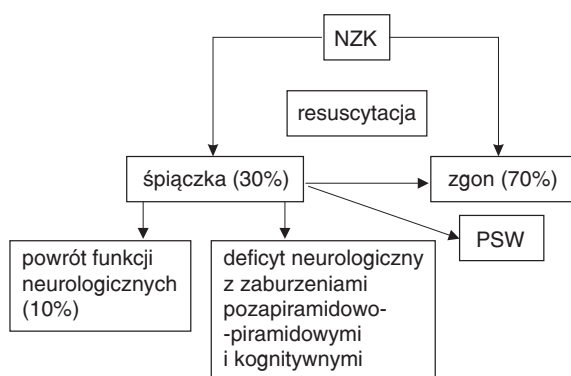 NZK
resuscytacja
śpiączka (30%)
zgon (70%)
PSW
powrót funkcji
neurologicznych
(10%)
deficyt neurologiczny
z zaburzeniami
pozapiramidowo-
-piramidowymi
i kognitywnymi